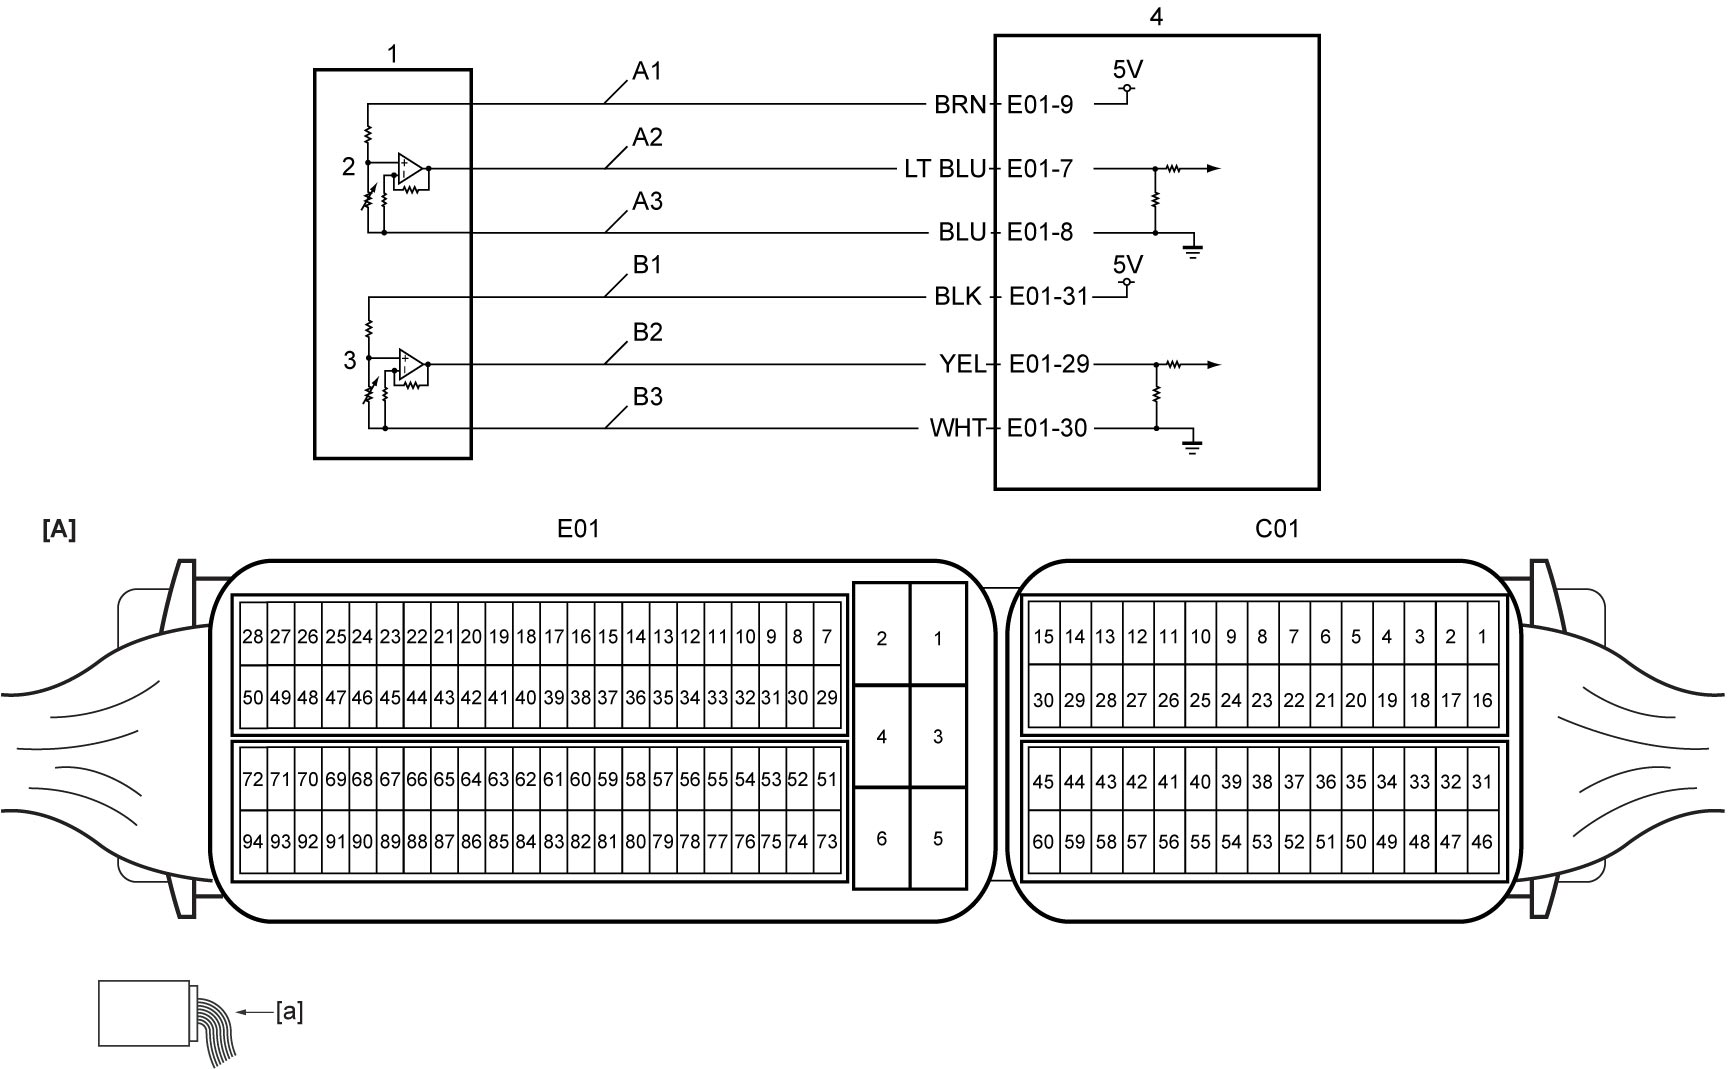 4
1
A1
5V
BRN E01-9
A2
2
LT BLU E01-7
A3
BLU E01-8
B1
5V
BLK E01-31
B2
3
YEL E01-29
B3
WHT E01-30
[A]
E01
C01
28 27 26 25 24 23 22 21 20 19 18 17 16 15 14 13 12 11 10 9 8 7
50 49 48 47 46 45 44 43 42 41 40 39 38 37 36 35 34 33 32 31 30 29
72 71 70 69 68 67 66 65 64 63 62 61 60 59 58 57 56 55 54 53 52 51
94 93 92 91 90 89 88 87 86 85 84 83 82 81 80 79 78 77 76 75 74 73
2 1
4 3
6 5
15 14 13 12 11 10 9 8 7 6 5 4 3 2 1
30 29 28 27 26 25 24 23 22 21 20 19 18 17 16
45 44 43 42 41 40 39 38 37 36 35 34 33 32 31
60 59 58 57 56 55 54 53 52 51 50 49 48 47 46
[a]